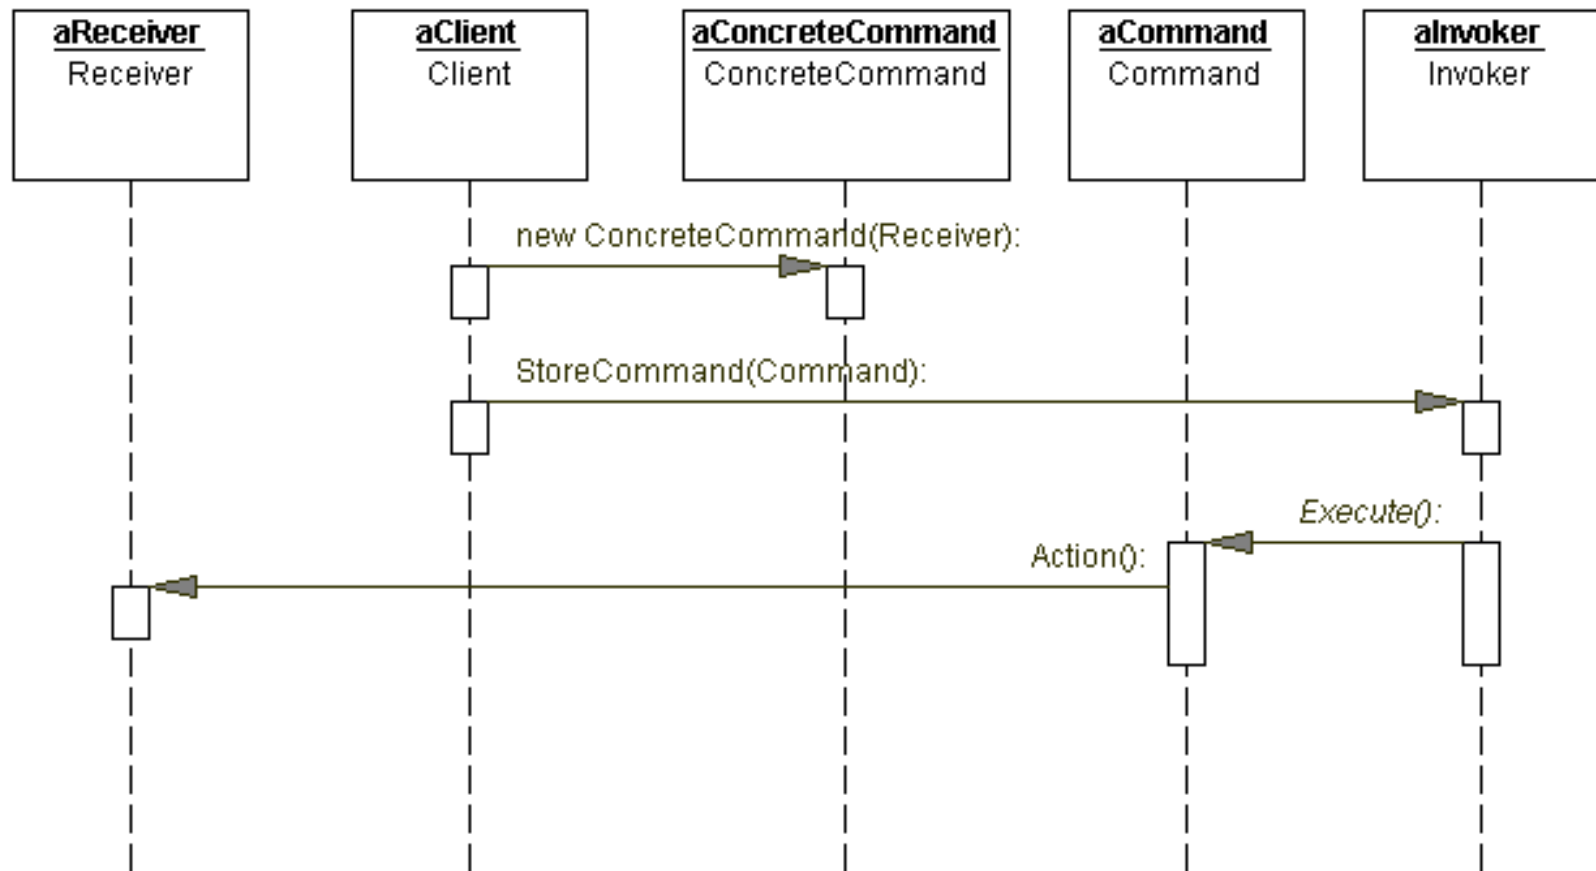 aReceiver
Receiver
aClient
Client
aConcreteCommand
ConcreteCommand
aCommand
Command
aInvoker
Invoker
new ConcreteCommand(Receiver):
StoreCommand(Command):
Execute():
Action():